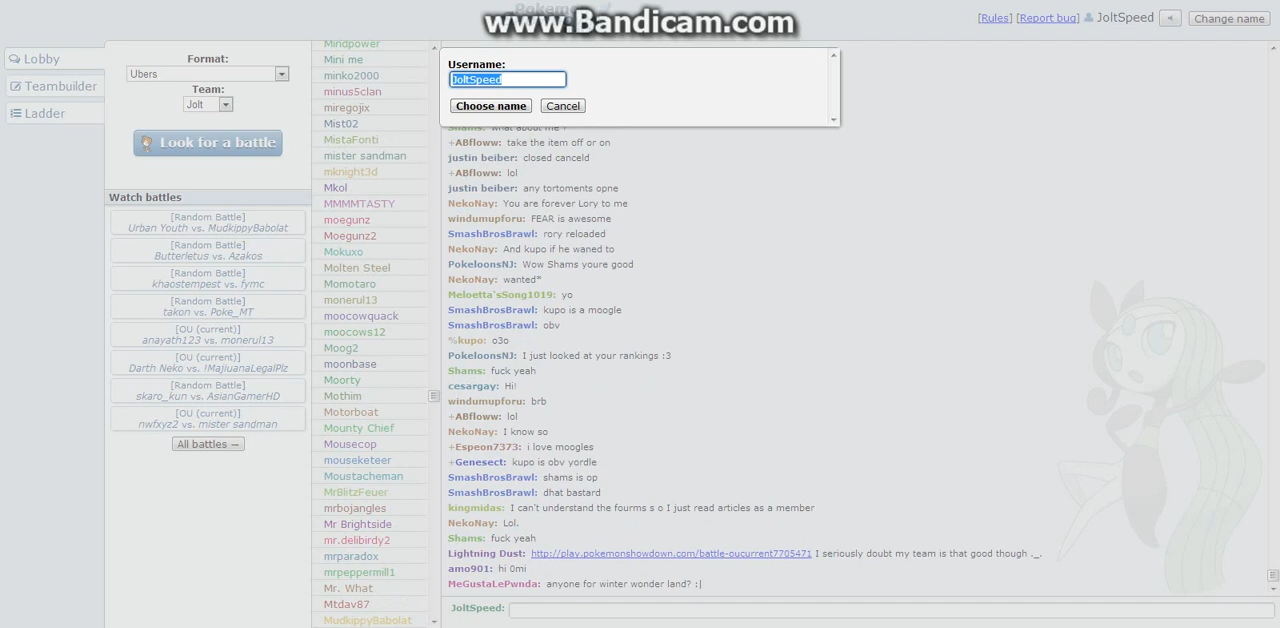 www.Bandicam.com
[Rules] [Report bug] JoltSpeed Change name
Lobby
Teambuilder
Ladder
Format:
Ubers
Team:
Jolt
Look for a battle
Watch battles
[Random Battle]
Urban Youth vs. MudkippyBabolat
[Random Battle]
Butterletus vs. Azakos
[Random Battle]
khaostempest vs. fymc
[Random Battle]
takon vs. Poke_MT
[OU (current)]
anayath123 vs. monerul13
[OU (current)]
Darth Neko vs. !MajiuanaLegalPlz
[Random Battle]
skaro_kun vs. AsianGamerHD
[OU (current)]
nwfxyz2 vs. mister sandman
All battles →
Mindpower
Mini me
minko2000
minus5clan
miregojix
Mist02
MistaFonti
mister sandman
mknight3d
Mkol
MMMMTASTY
moegunz
Moegunz2
Mokuxo
Molten Steel
Momotaro
monerul13
moocowquack
moocows12
Moog2
moonbase
Moorty
Mothim
Motorboat
Mounty Chief
Mousecop
mouseketeer
Moustacheman
MrBlitzFeuer
mrbojangles
Mr Brightside
mr.delibirdy2
mrparadox
mrpeppermill1
Mr. What
Mtdav87
MudkippyBabolat
Username:
JoltSpeed
Choose name Cancel
Shams: what about me ?
+ABfloww: take the item off or on
justin beiber: closed canceld
+ABfloww: lol
justin beiber: any tortoments opne
NekoNay: You are forever Lory to me
windumupforu: FEAR is awesome
SmashBrosBrawl: rory reloaded
NekoNay: And kupo if he waned to
PokeloonsNJ: Wow Shams youre good
NekoNay: wanted*
Meloetta'sSong1019: yo
SmashBrosBrawl: kupo is a moogle
SmashBrosBrawl: obv
%kupo: o3o
PokeloonsNJ: I just looked at your rankings :3
Shams: fuck yeah
cesargay: Hi!
windumupforu: brb
+ABfloww: lol
NekoNay: I know so
+Espeon7373: i love moogles
+Genesect: kupo is obv yordle
SmashBrosBrawl: shams is op
SmashBrosBrawl: dhat bastard
kingmidas: I can't understand the fourms s o I just read articles as a member
NekoNay: Lol.
Shams: fuck yeah
Lightning Dust: http://play.pokemonshowdown.com/battle-oucurrent7705471 I seriously doubt my team is that good though ._.
amo901: hi 0mi
MeGustaLePwnda: anyone for winter wonder land? :|
JoltSpeed: